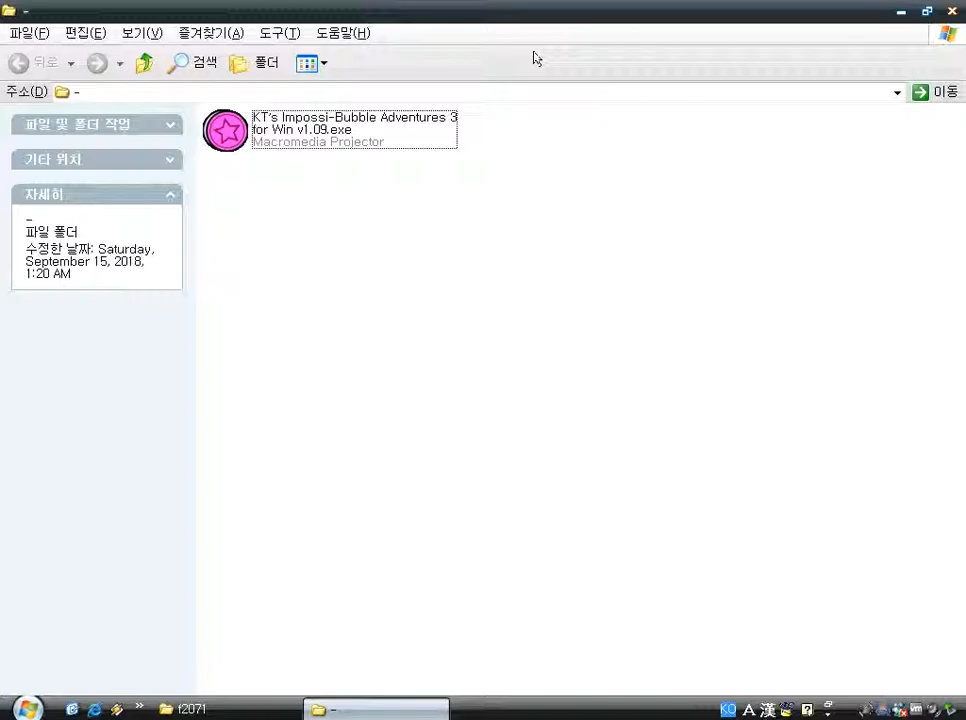 -
파일(F) 편집(E) 보기(V) 즐겨찾기(A) 도구(T) 도움말(H)
뒤로 검색 폴더
주소(D) - 이동
파일 및 폴더 작업
기타 위치
자세히
-
파일 폴더
수정한 날짜: Saturday,
September 15, 2018,
1:20 AM
KT's Impossi-Bubble Adventures 3
for Win v1.09.exe
Macromedia Projector
f2071 - KO A 漢